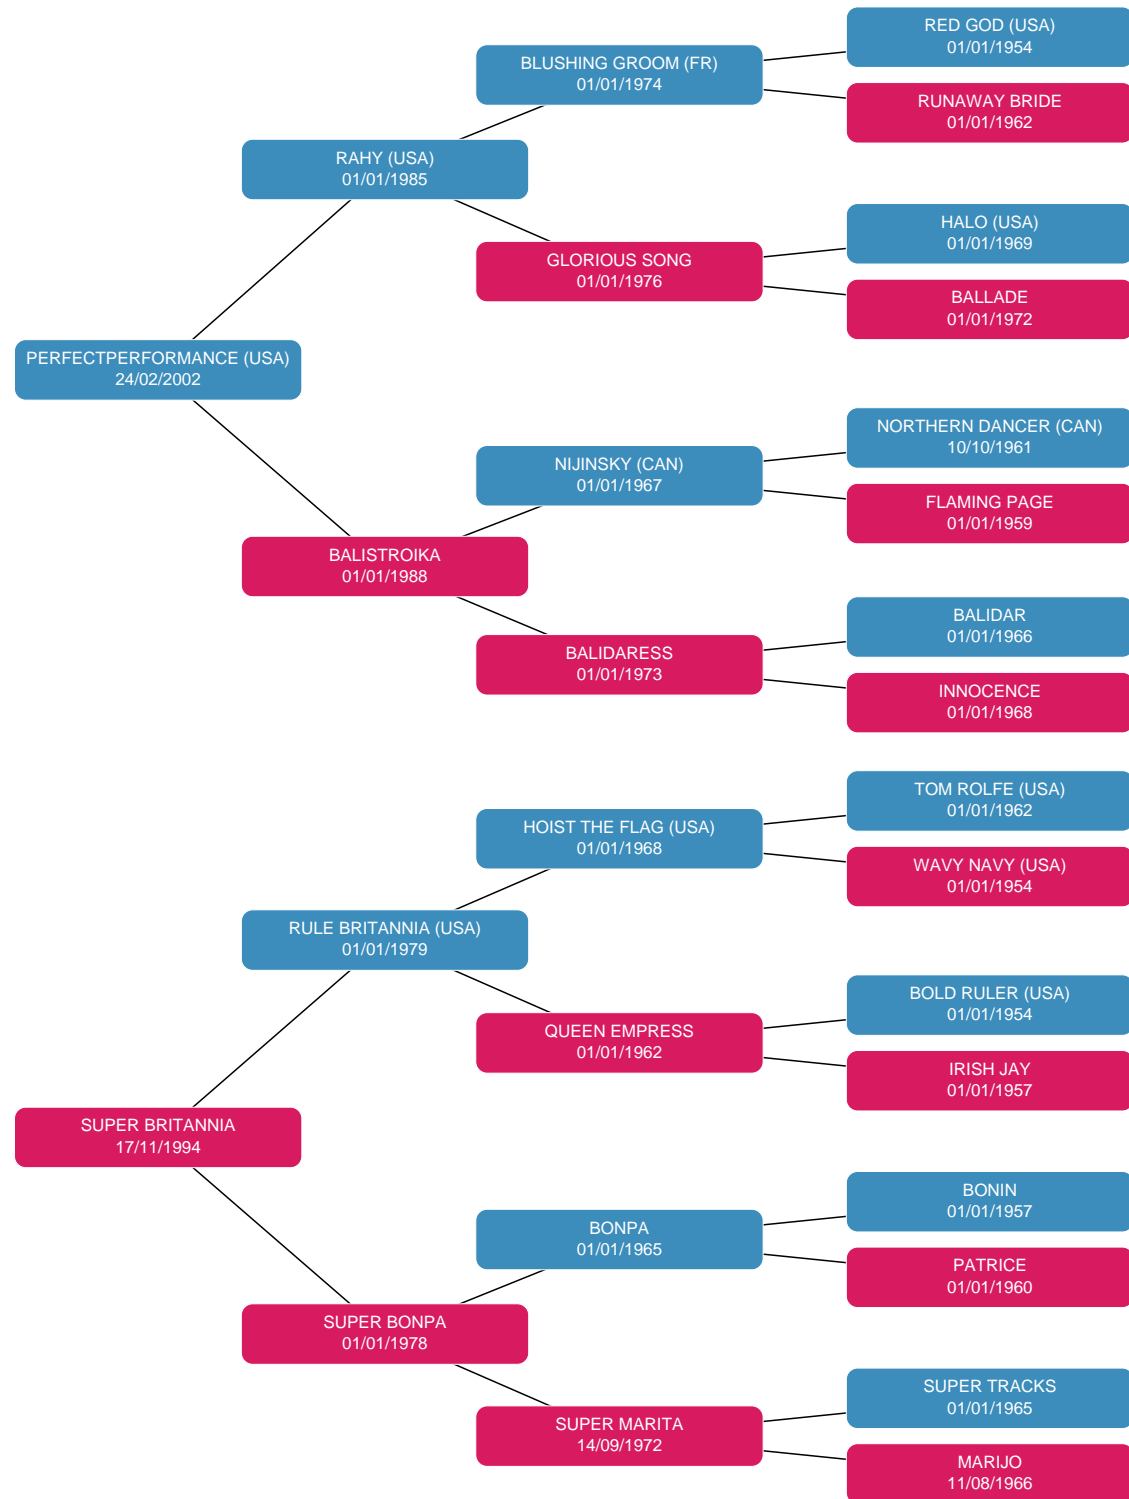 RED GOD (USA)
01/01/1954
BLUSHING GROOM (FR)
01/01/1974
RUNAWAY BRIDE
01/01/1962
RAHY (USA)
01/01/1985
HALO (USA)
01/01/1969
GLORIOUS SONG
01/01/1976
BALLADE
01/01/1972
PERFECTPERFORMANCE (USA)
24/02/2002
NORTHERN DANCER (CAN)
10/10/1961
NIJINSKY (CAN)
01/01/1967
FLAMING PAGE
01/01/1959
BALISTROIKA
01/01/1988
BALIDAR
01/01/1966
BALIDARESS
01/01/1973
INNOCENCE
01/01/1968
TOM ROLFE (USA)
01/01/1962
HOIST THE FLAG (USA)
01/01/1968
WAVY NAVY (USA)
01/01/1954
RULE BRITANNIA (USA)
01/01/1979
BOLD RULER (USA)
01/01/1954
QUEEN EMPRESS
01/01/1962
IRISH JAY
01/01/1957
SUPER BRITANNIA
17/11/1994
BONIN
01/01/1957
BONPA
01/01/1965
PATRICE
01/01/1960
SUPER BONPA
01/01/1978
SUPER TRACKS
01/01/1965
SUPER MARITA
14/09/1972
MARIJO
11/08/1966